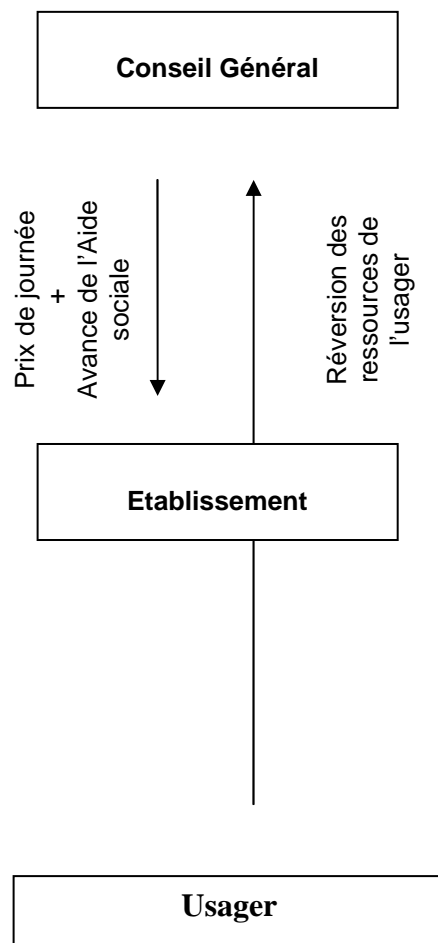 Conseil Général
Prix de journée
+
Avance de l'Aide
sociale
Réversion des
ressources de
l'usager
Etablissement
Usager